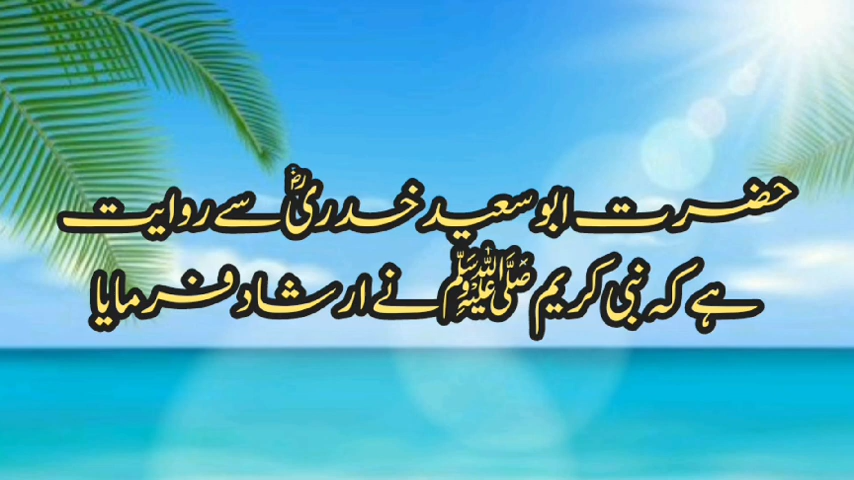 حضرت ابو سعید خدریؓ سے روایت
ہے کہ نبی کریم ﷺ نے ارشاد فرمایا